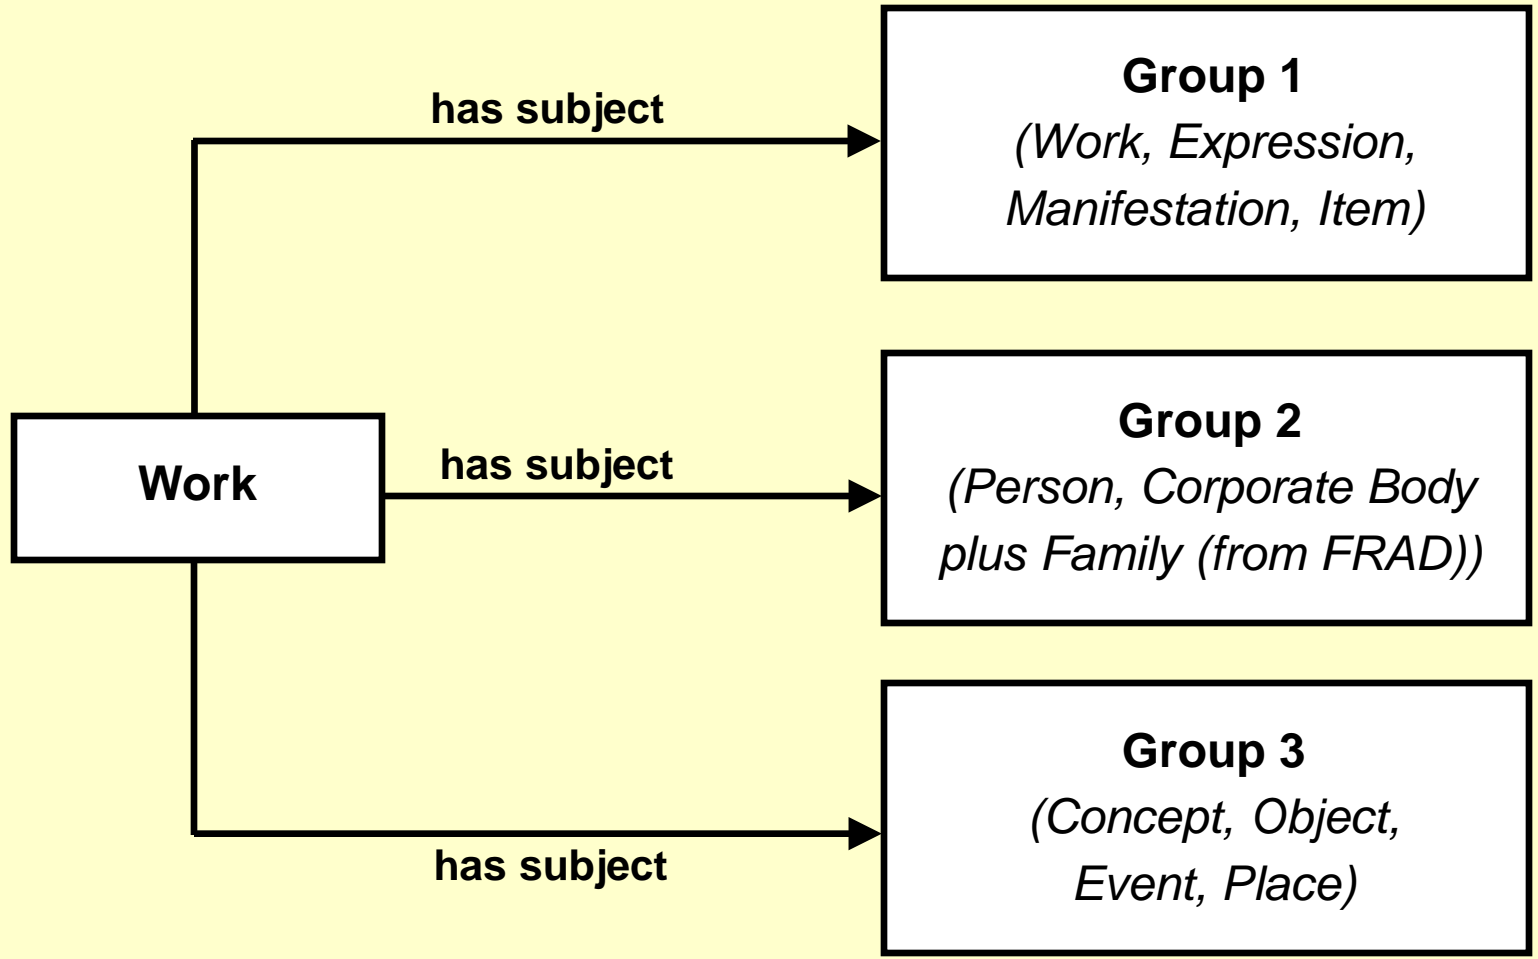 has subject
Group 1
(Work, Expression,
Manifestation, Item)
Work
has subject
Group 2
(Person, Corporate Body
plus Family (from FRAD))
has subject
Group 3
(Concept, Object,
Event, Place)